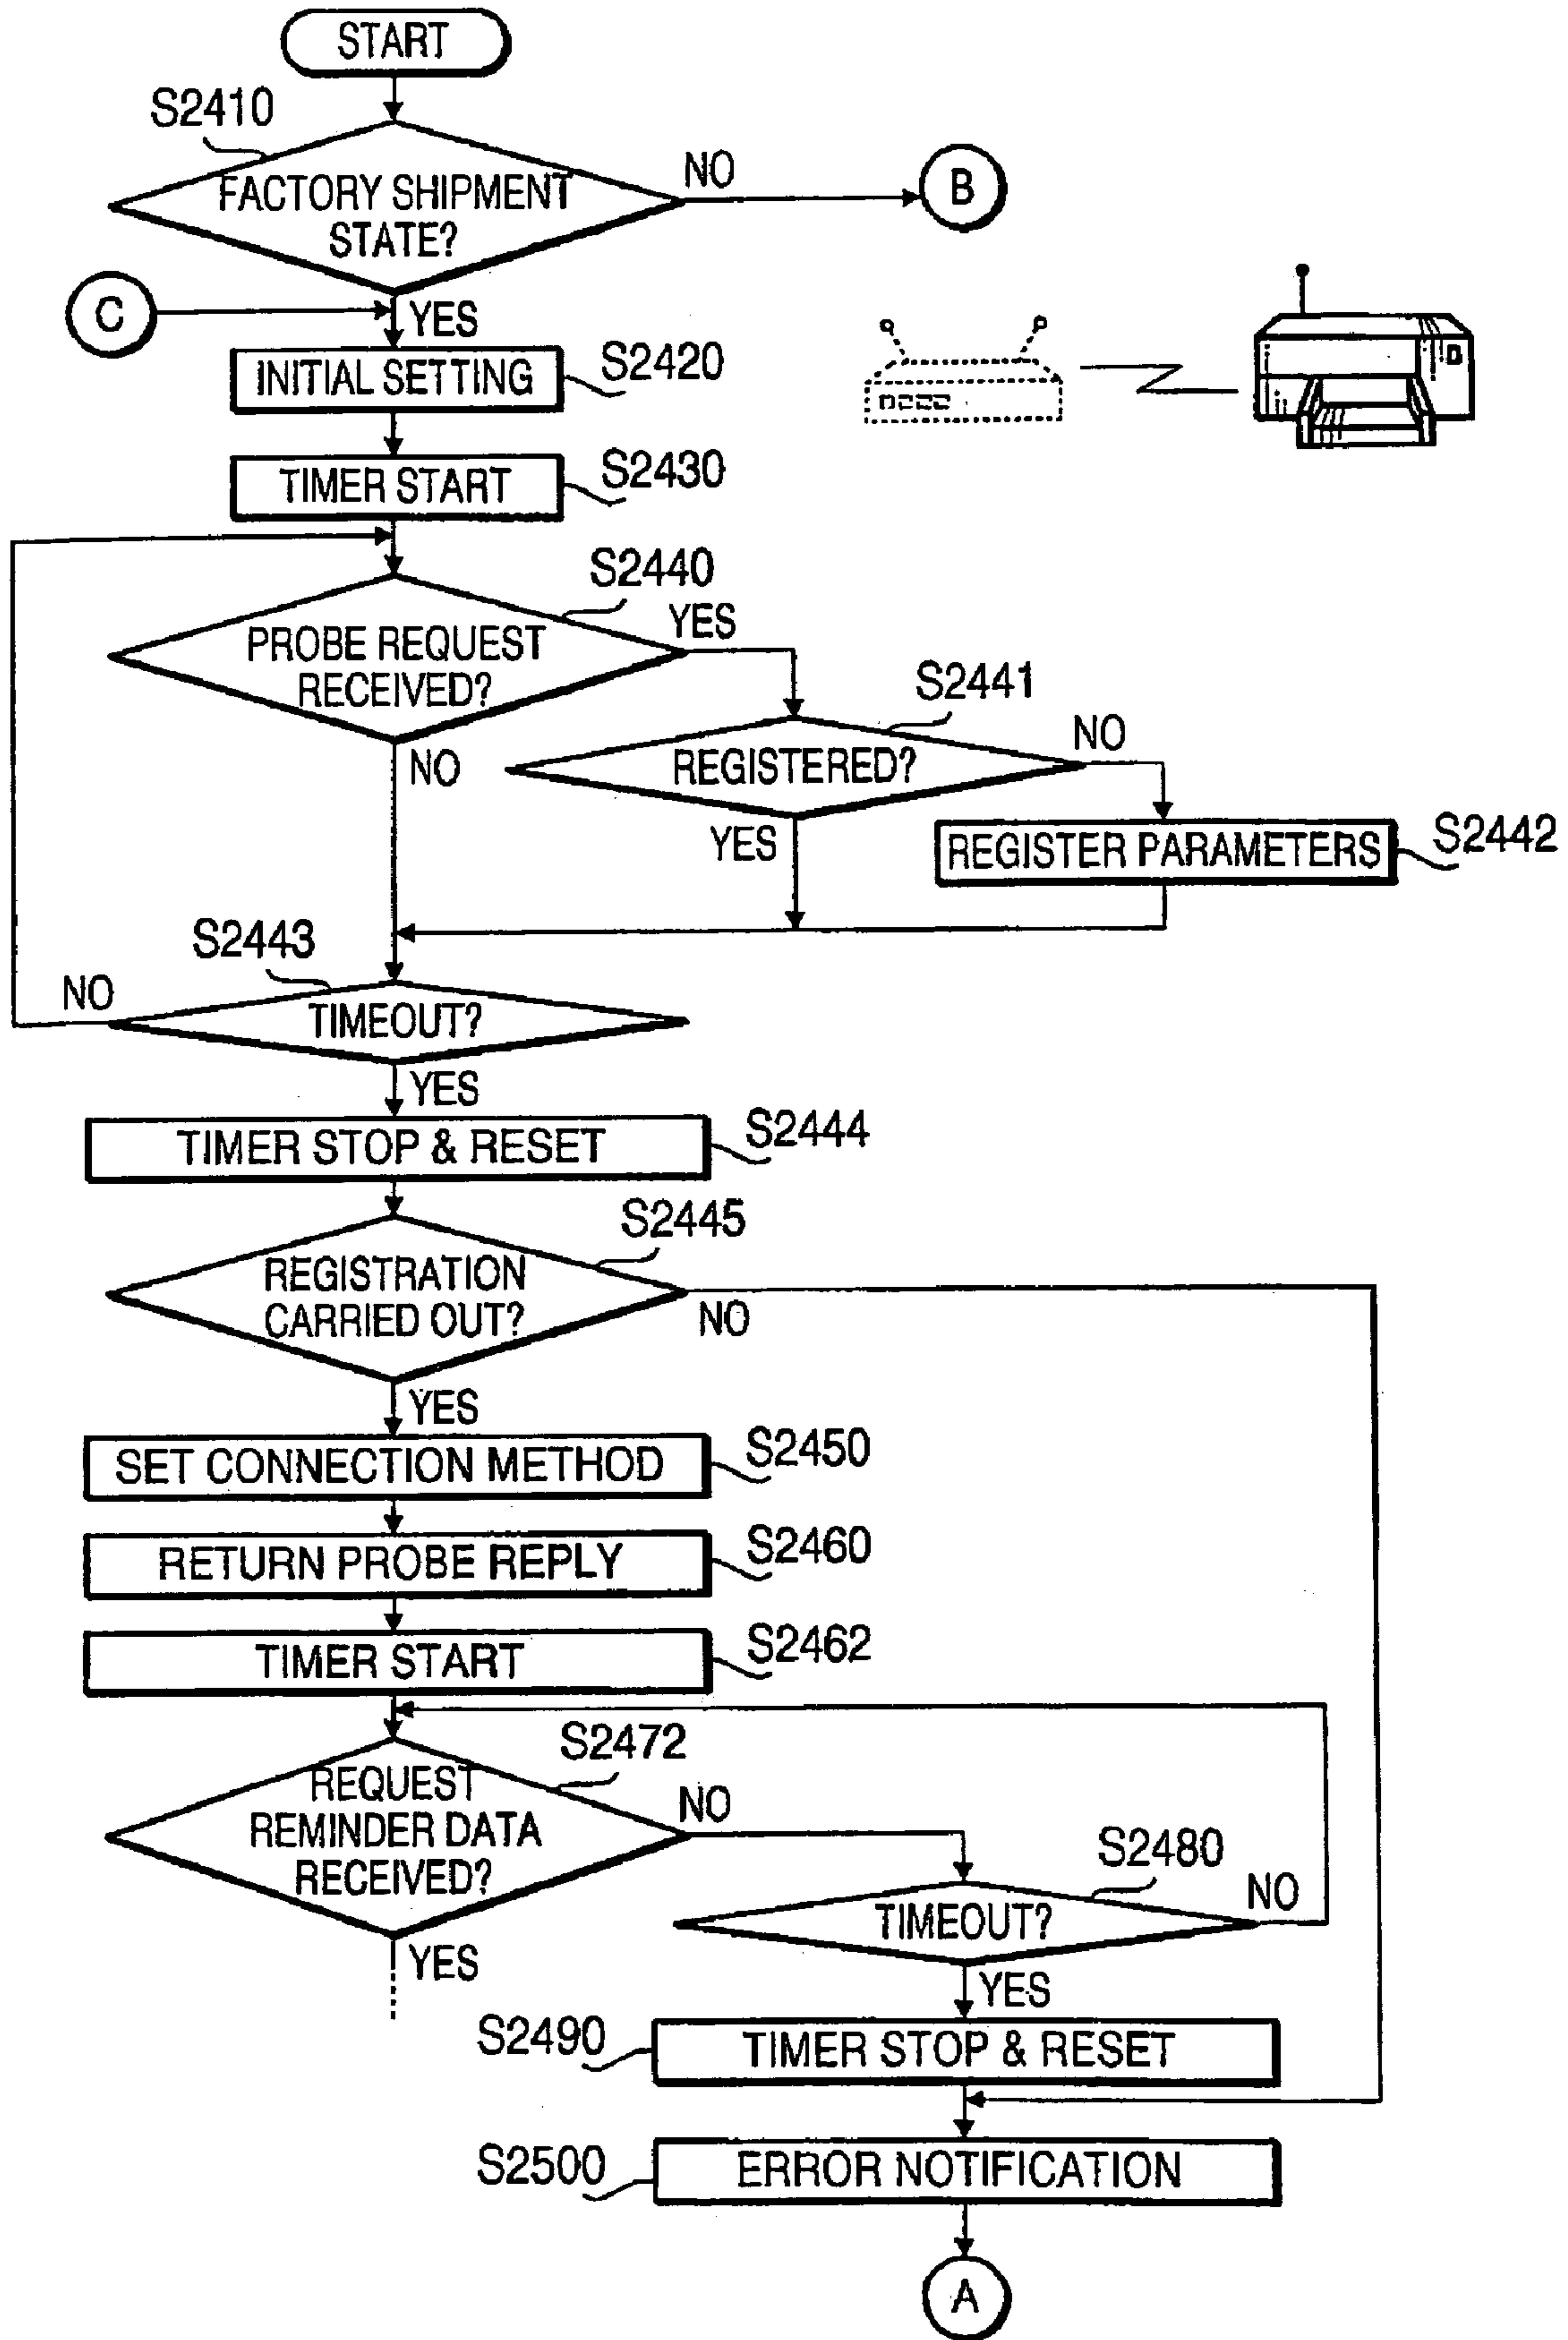 START
S2410
FACTORY SHIPMENT
STATE?
NO
B
C
YES
INITIAL SETTING
S2420
TIMER START
S2430
S2440
PROBE REQUEST
RECEIVED?
YES
NO
S2441
REGISTERED?
NO
YES
REGISTER PARAMETERS
S2442
S2443
NO
TIMEOUT?
YES
TIMER STOP & RESET
S2444
S2445
REGISTRATION
CARRIED OUT?
NO
YES
SET CONNECTION METHOD
S2450
RETURN PROBE REPLY
S2460
TIMER START
S2462
S2472
REQUEST
REMINDER DATA
RECEIVED?
NO
YES
S2480
TIMEOUT?
NO
YES
S2490
TIMER STOP & RESET
S2500
ERROR NOTIFICATION
A